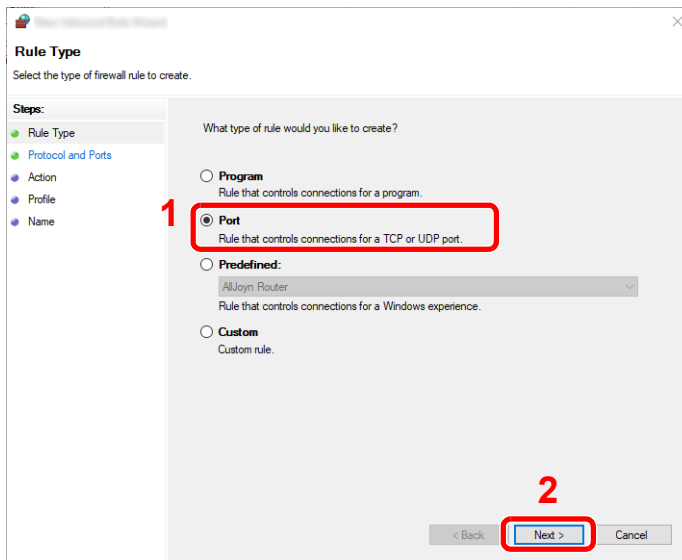 Rule Type
Select the type of firewall rule to create.
Steps:
Rule Type
Protocol and Ports
Action
Profile
Name
What type of rule would you like to create?
Program
Rule that controls connections for a program.
1
Port
Rule that controls connections for a TCP or UDP port.
Predefined:
AllJoyn Router
Rule that controls connections for a Windows experience.
Custom
Custom rule.
2
< Back
Next >
Cancel